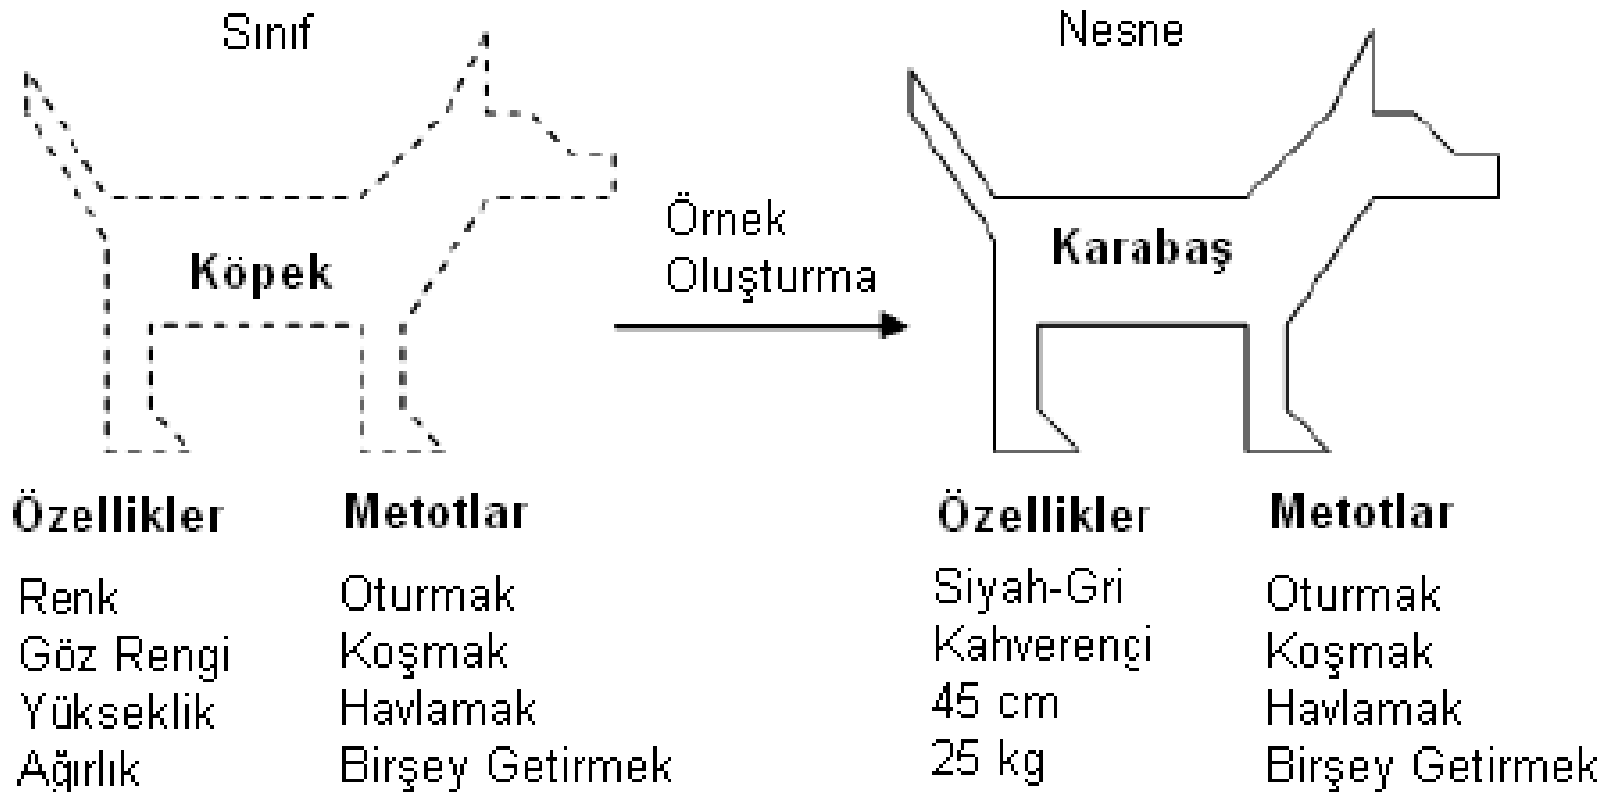 Sınıf
Köpek
Özellikler Metotlar
Renk Oturmak
Göz Rengi Koşmak
Yükseklik Havlamak
Ağırlık Birşey Getirmek
Örnek
Oluşturma
Nesne
Karabaş
Özellikler Metotlar
Siyah-Gri Oturmak
Kahverengi Koşmak
45 cm Havlamak
25 kg Birşey Getirmek